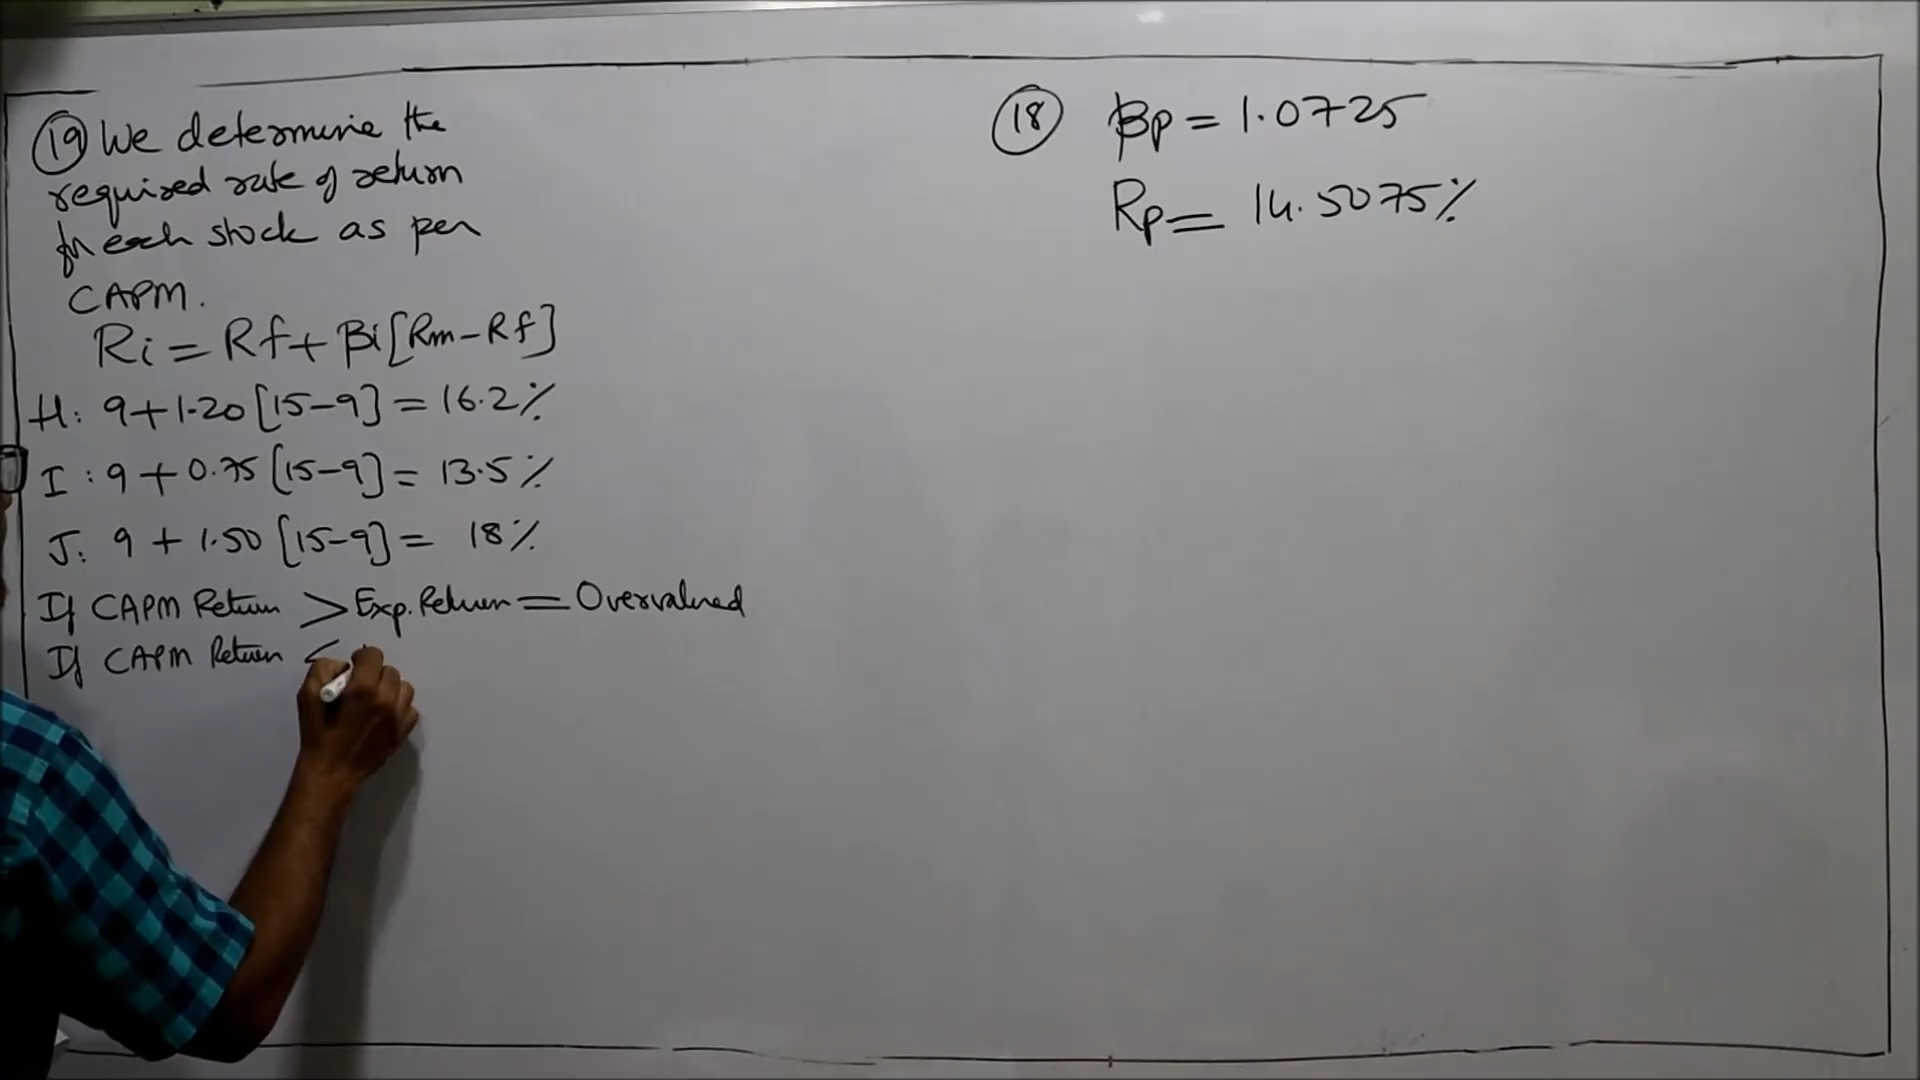 19 We determine the
required rate of return
for each stock as per
CAPM.
Ri = Rf + βi [Rm - Rf]
H: 9 + 1.20 [15-9] = 16.2%
I : 9 + 0.75 [15-9] = 13.5%
J: 9 + 1.50 [15-9] = 18%
If CAPM Return > Exp. Return = Overvalued
If CAPM Return <
18 βp = 1.0725
Rp = 14.5075%